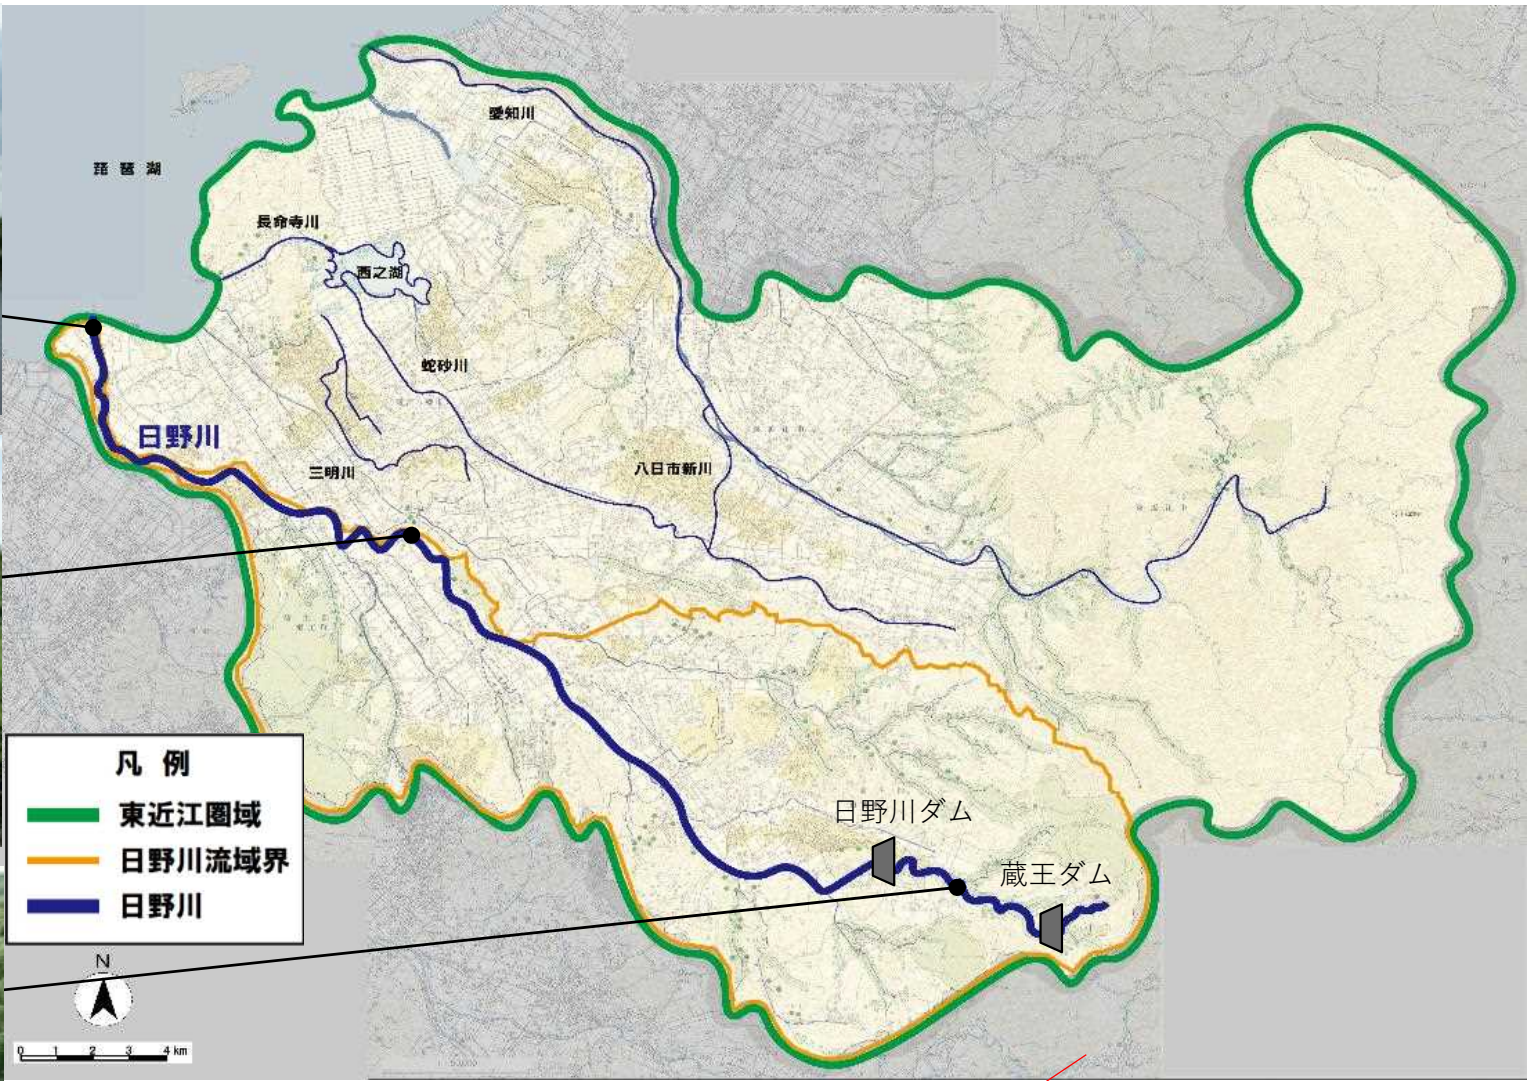 愛知川
琵琶湖
長命寺川
西之湖
蛇砂川
日野川
三明川
八日市新川
日野川ダム
蔵王ダム
凡 例
東近江圏域
日野川流域界
日野川
N
0 1 2 3 4 km